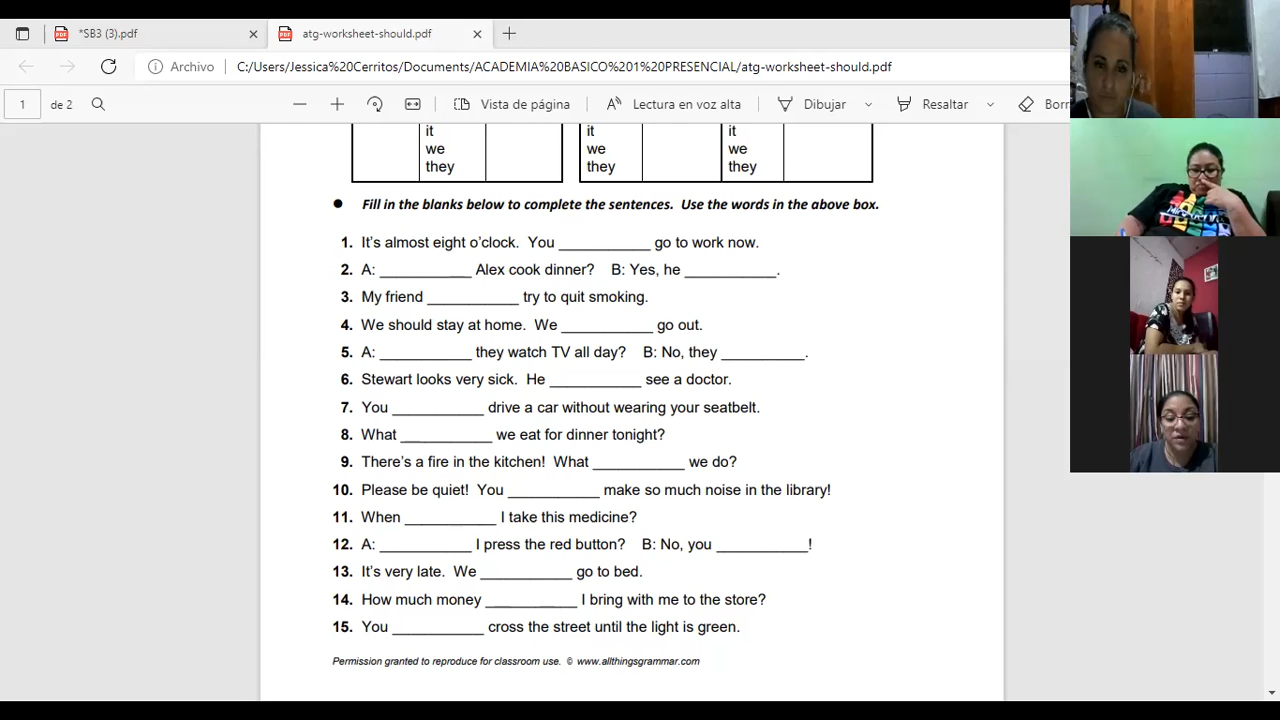 *SB3 (3).pdf
atg-worksheet-should.pdf
Archivo C:/Users/Jessica%20Cerritos/Documents/ACADEMIA%20BASICO%201%20PRESENCIAL/atg-worksheet-should.pdf
1 de 2 Vista de página Lectura en voz alta Dibujar Resaltar Borr
it it it
we we we
they they they
● Fill in the blanks below to complete the sentences. Use the words in the above box.
1. It's almost eight o'clock. You ___________ go to work now.
2. A: ___________ Alex cook dinner? B: Yes, he ___________.
3. My friend ___________ try to quit smoking.
4. We should stay at home. We ___________ go out.
5. A: ___________ they watch TV all day? B: No, they __________.
6. Stewart looks very sick. He ___________ see a doctor.
7. You ___________ drive a car without wearing your seatbelt.
8. What ___________ we eat for dinner tonight?
9. There's a fire in the kitchen! What ___________ we do?
10. Please be quiet! You ___________ make so much noise in the library!
11. When ___________ I take this medicine?
12. A: ___________ I press the red button? B: No, you ___________!
13. It's very late. We ___________ go to bed.
14. How much money ___________ I bring with me to the store?
15. You ___________ cross the street until the light is green.
Permission granted to reproduce for classroom use. © www.allthingsgrammar.com